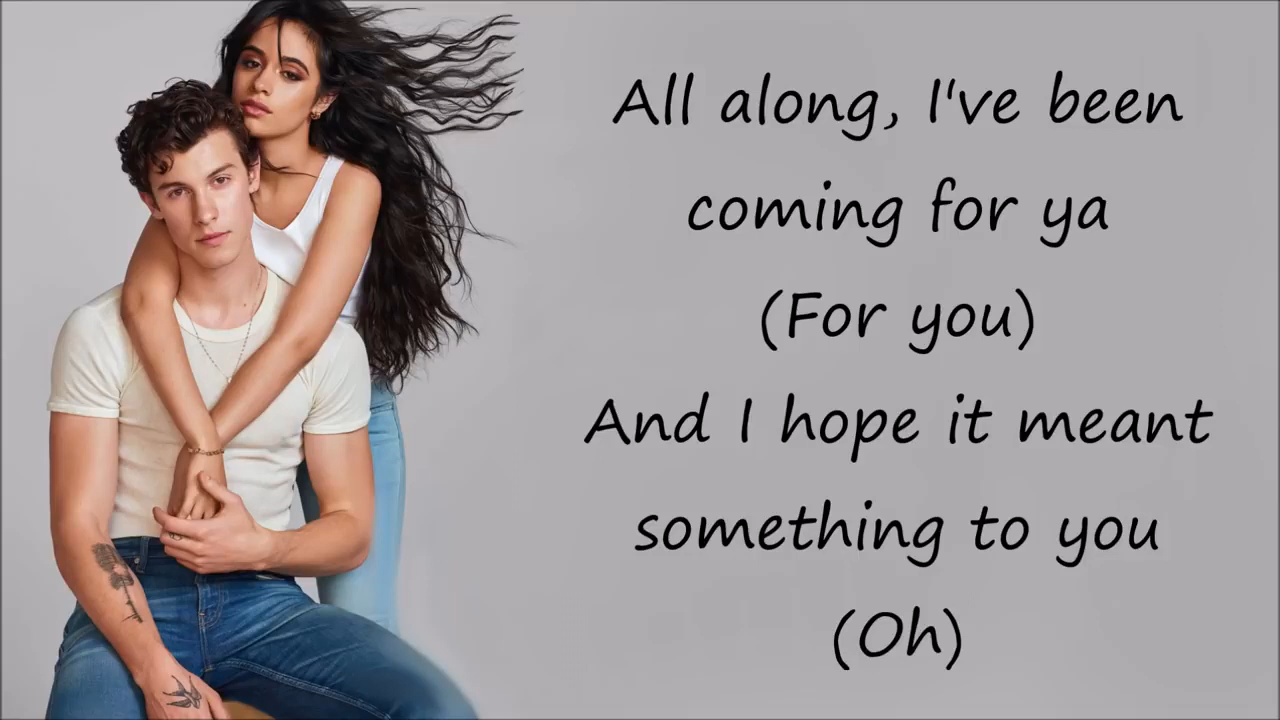 All along, I've been
coming for ya
(For you)
And I hope it meant
something to you
(Oh)